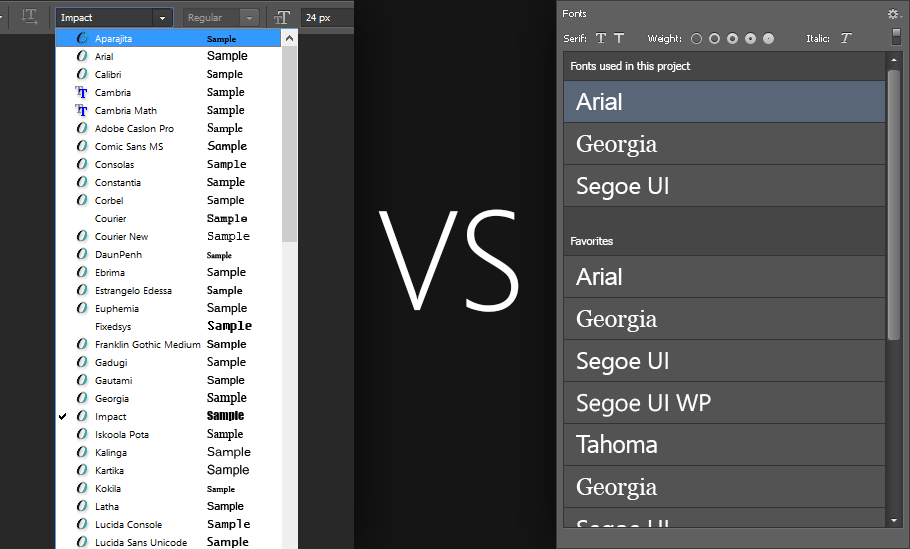 Impact Regular 24 px
Aparajita Sample
Arial Sample
Calibri Sample
Cambria Sample
Cambria Math Sample
Adobe Caslon Pro Sample
Comic Sans MS Sample
Consolas Sample
Constantia Sample
Corbel Sample
Courier Sample
Courier New Sample
DaunPenh Sample
Ebrima Sample
Estrangelo Edessa Sample
Euphemia Sample
Fixedsys Sample
Franklin Gothic Medium Sample
Gadugi Sample
Gautami Sample
Georgia Sample
Impact Sample
Iskoola Pota Sample
Kalinga Sample
Kartika Sample
Kokila Sample
Latha Sample
Lucida Console Sample
Lucida Sans Unicode Sample
VS
Fonts
Serif: T T Weight: Italic: T
Fonts used in this project
Arial
Georgia
Segoe UI
Favorites
Arial
Georgia
Segoe UI
Segoe UI WP
Tahoma
Georgia
Segoe UI